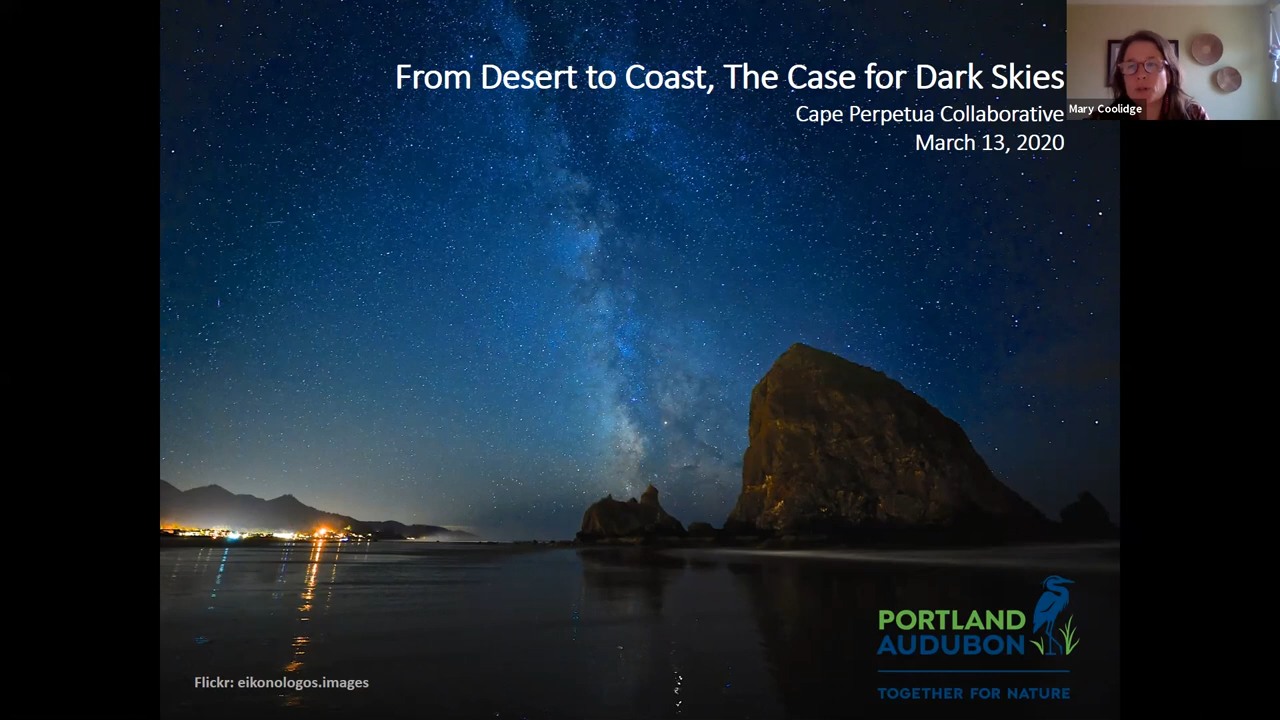 From Desert to Coast, The Case for Dark Skies
Cape Perpetua Collaborative
March 13, 2020
Mary Coolidge
PORTLAND
AUDUBON
TOGETHER FOR NATURE
Flickr: eikonologos.images